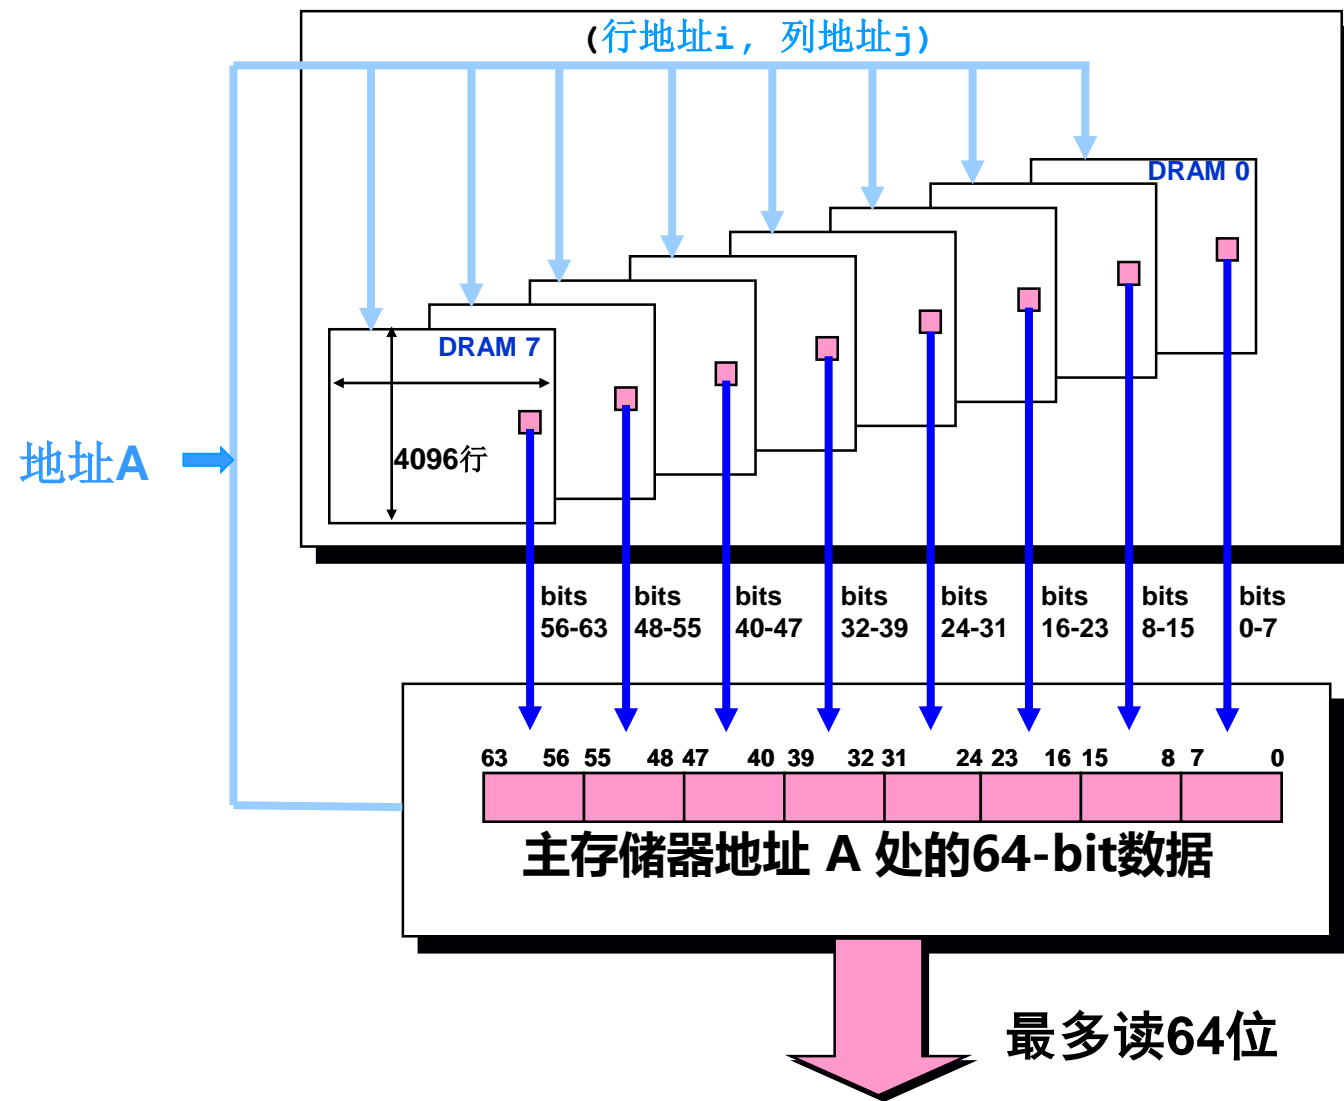 (行地址i, 列地址j)
DRAM 0
DRAM 7
4096行
地址A
bits 56-63
bits 48-55
bits 40-47
bits 32-39
bits 24-31
bits 16-23
bits 8-15
bits 0-7
63 56 55 48 47 40 39 32 31 24 23 16 15 8 7 0
主存储器地址 A 处的64-bit数据
最多读64位